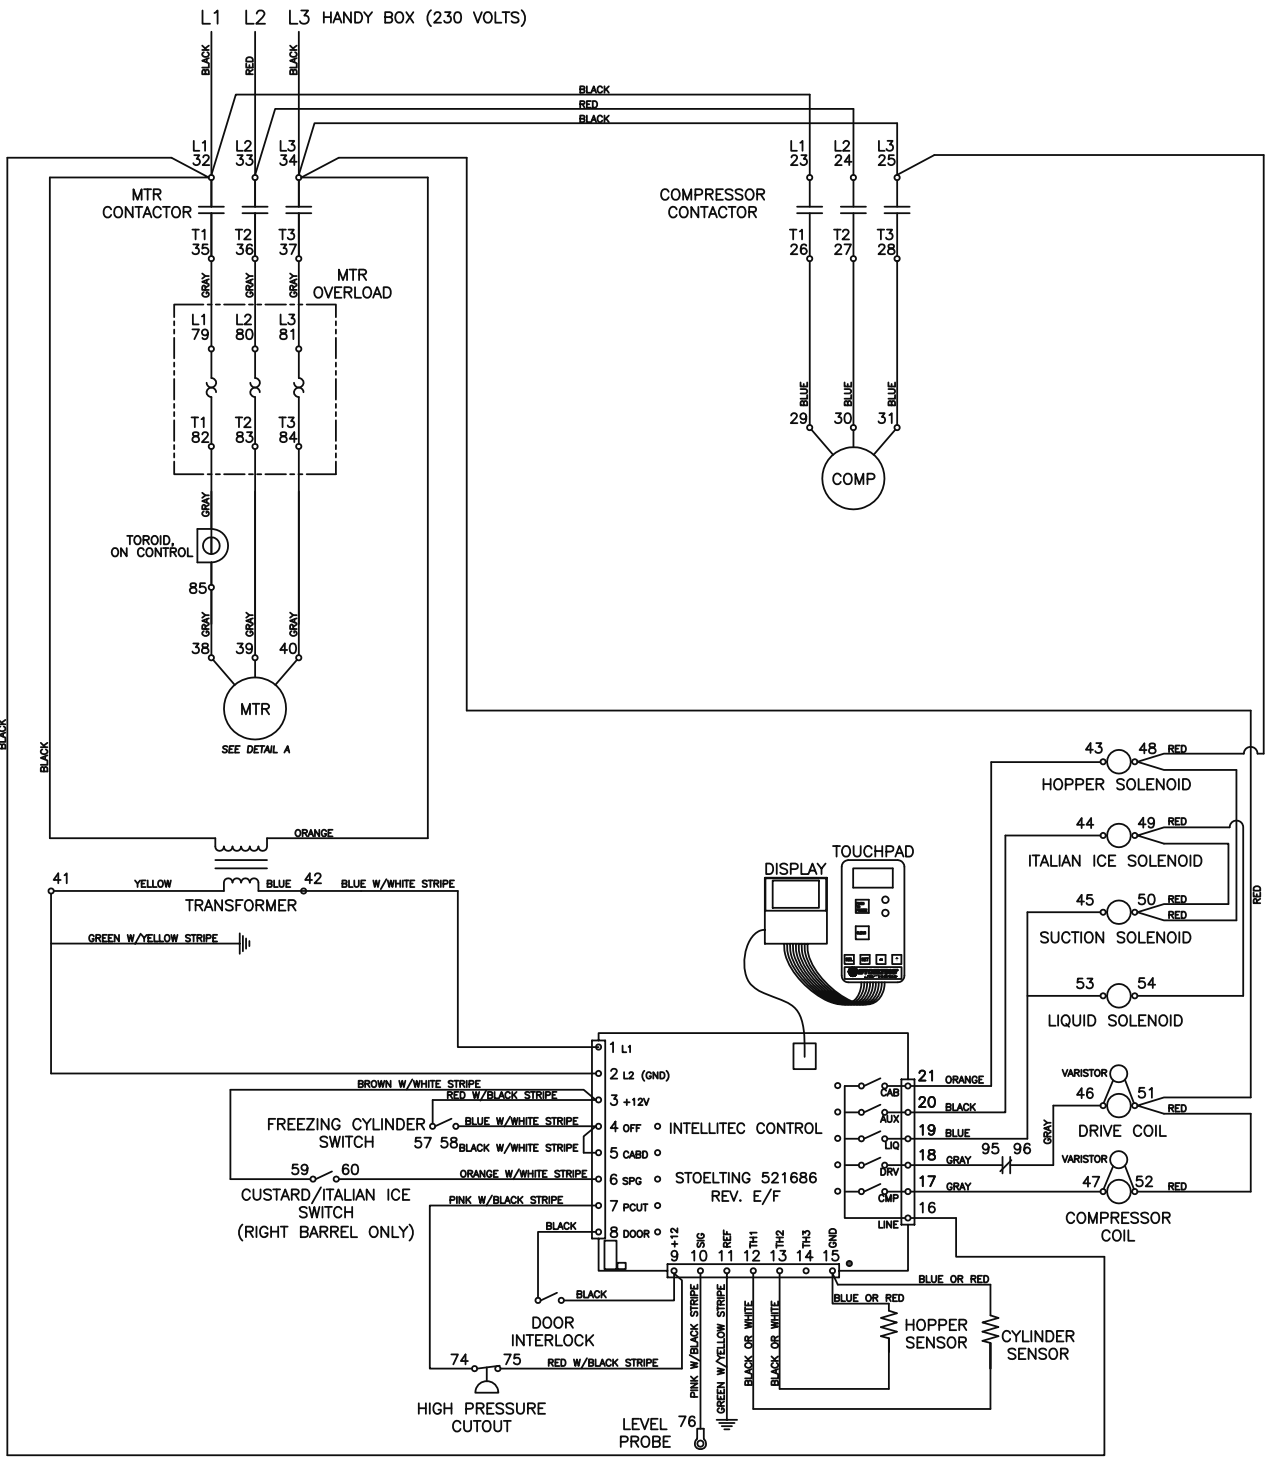 L1 L2 L3 HANDY BOX (230 VOLTS)
BLACK
RED
BLACK
BLACK
RED
BLACK
L1 L2 L3
32 33 34
L1 L2 L3
23 24 25
MTR
CONTACTOR
COMPRESSOR
CONTACTOR
T1 T2 T3
35 36 37
T1 T2 T3
26 27 28
GRAY
GRAY
GRAY
MTR
OVERLOAD
L1 L2 L3
79 80 81
BLUE
BLUE
BLUE
T1 T2 T3
82 83 84
29 30 31
COMP
GRAY
TOROID,
ON CONTROL
85
GRAY
GRAY
GRAY
38 39 40
MTR
SEE DETAIL A
BLACK
BLACK
43 48 RED
HOPPER SOLENOID
ORANGE
44 49 RED
ITALIAN ICE SOLENOID
41 YELLOW BLUE 42 BLUE W/WHITE STRIPE
TRANSFORMER
DISPLAY
TOUCHPAD
RED
45 50 RED
RED
SUCTION SOLENOID
GREEN W/YELLOW STRIPE
53 54
LIQUID SOLENOID
1 L1
2 L2 (GND)
BROWN W/WHITE STRIPE
RED W/BLACK STRIPE
3 +12V
FREEZING CYLINDER
SWITCH
57 58
BLUE W/WHITE STRIPE
4 OFF
BLACK W/WHITE STRIPE
5 CABD
59 60
ORANGE W/WHITE STRIPE
6 SPG
CUSTARD/ITALIAN ICE
SWITCH
(RIGHT BARREL ONLY)
PINK W/BLACK STRIPE
7 PCUT
BLACK
8 DOOR
INTELLITEC CONTROL
STOELTING 521686
REV. E/F
CAB 21 ORANGE
AUX 20 BLACK
LIQ 19 BLUE
DRV 18 GRAY
CMP 17 GRAY
LINE 16
95 96
GRAY
VARISTOR
46 51
RED
DRIVE COIL
VARISTOR
47 52
RED
COMPRESSOR
COIL
+12 SIG REF TH1 TH2 TH3 GND
9 10 11 12 13 14 15
BLUE OR RED
BLUE OR RED
BLACK
DOOR
INTERLOCK
HOPPER
SENSOR
CYLINDER
SENSOR
74 75
RED W/BLACK STRIPE
HIGH PRESSURE
CUTOUT
PINK W/BLACK STRIPE
GREEN W/YELLOW STRIPE
BLACK OR WHITE
BLACK OR WHITE
LEVEL
PROBE
76